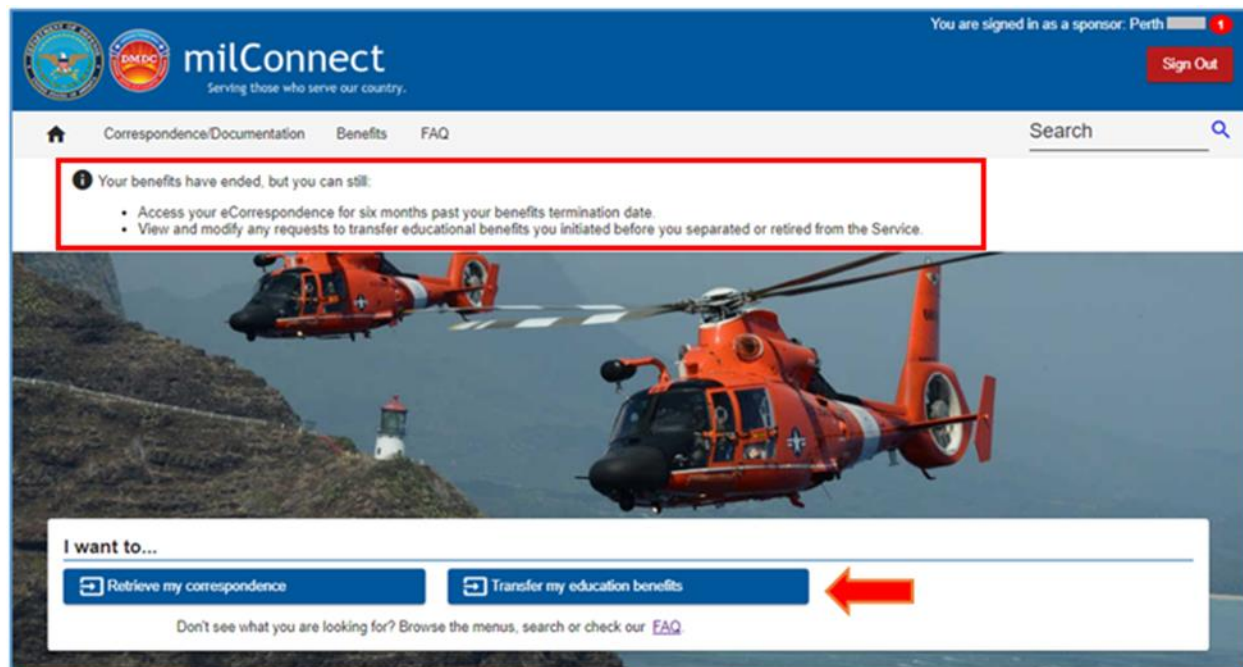 You are signed in as a sponsor: Perth
1
DMDC
milConnect
Serving those who serve our country.
Sign Out
Correspondence/Documentation Benefits FAQ
Search
Your benefits have ended, but you can still:
• Access your eCorrespondence for six months past your benefits termination date.
• View and modify any requests to transfer educational benefits you initiated before you separated or retired from the Service.
I want to...
Retrieve my correspondence
Transfer my education benefits
Don't see what you are looking for? Browse the menus, search or check our FAQ.